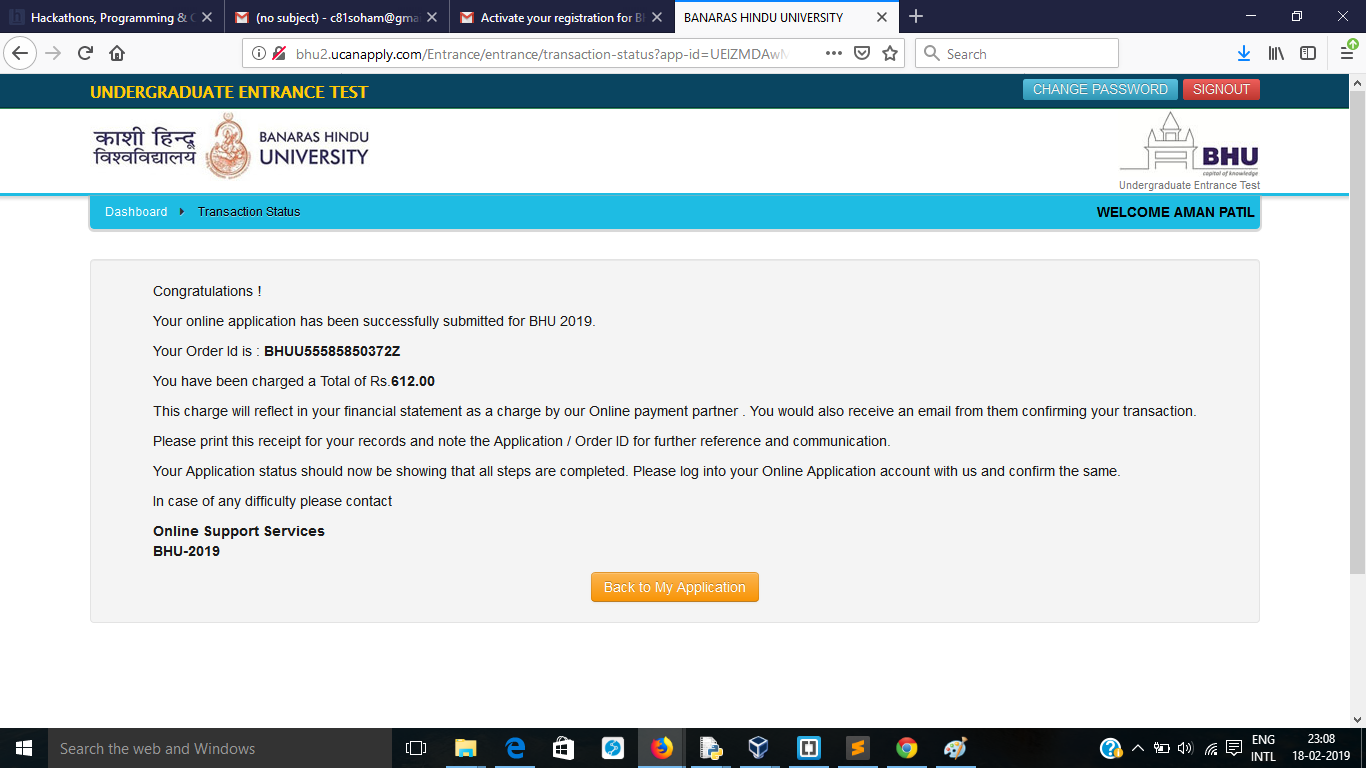 Hackathons, Programming &
(no subject) - c81soham@gma
Activate your registration for B
BANARAS HINDU UNIVERSITY
bhu2.ucanapply.com/Entrance/entrance/transaction-status?app-id=UElZMDAwM
Search
UNDERGRADUATE ENTRANCE TEST
CHANGE PASSWORD
SIGNOUT
काशी हिन्दू
विश्वविद्यालय
BANARAS HINDU
UNIVERSITY
BHU
capital of knowledge
Undergraduate Entrance Test
Dashboard
Transaction Status
WELCOME AMAN PATIL
Congratulations !
Your online application has been successfully submitted for BHU 2019.
Your Order Id is : BHUU55585850372Z
You have been charged a Total of Rs.612.00
This charge will reflect in your financial statement as a charge by our Online payment partner . You would also receive an email from them confirming your transaction.
Please print this receipt for your records and note the Application / Order ID for further reference and communication.
Your Application status should now be showing that all steps are completed. Please log into your Online Application account with us and confirm the same.
In case of any difficulty please contact
Online Support Services
BHU-2019
Back to My Application
Search the web and Windows
ENG
INTL
23:08
18-02-2019